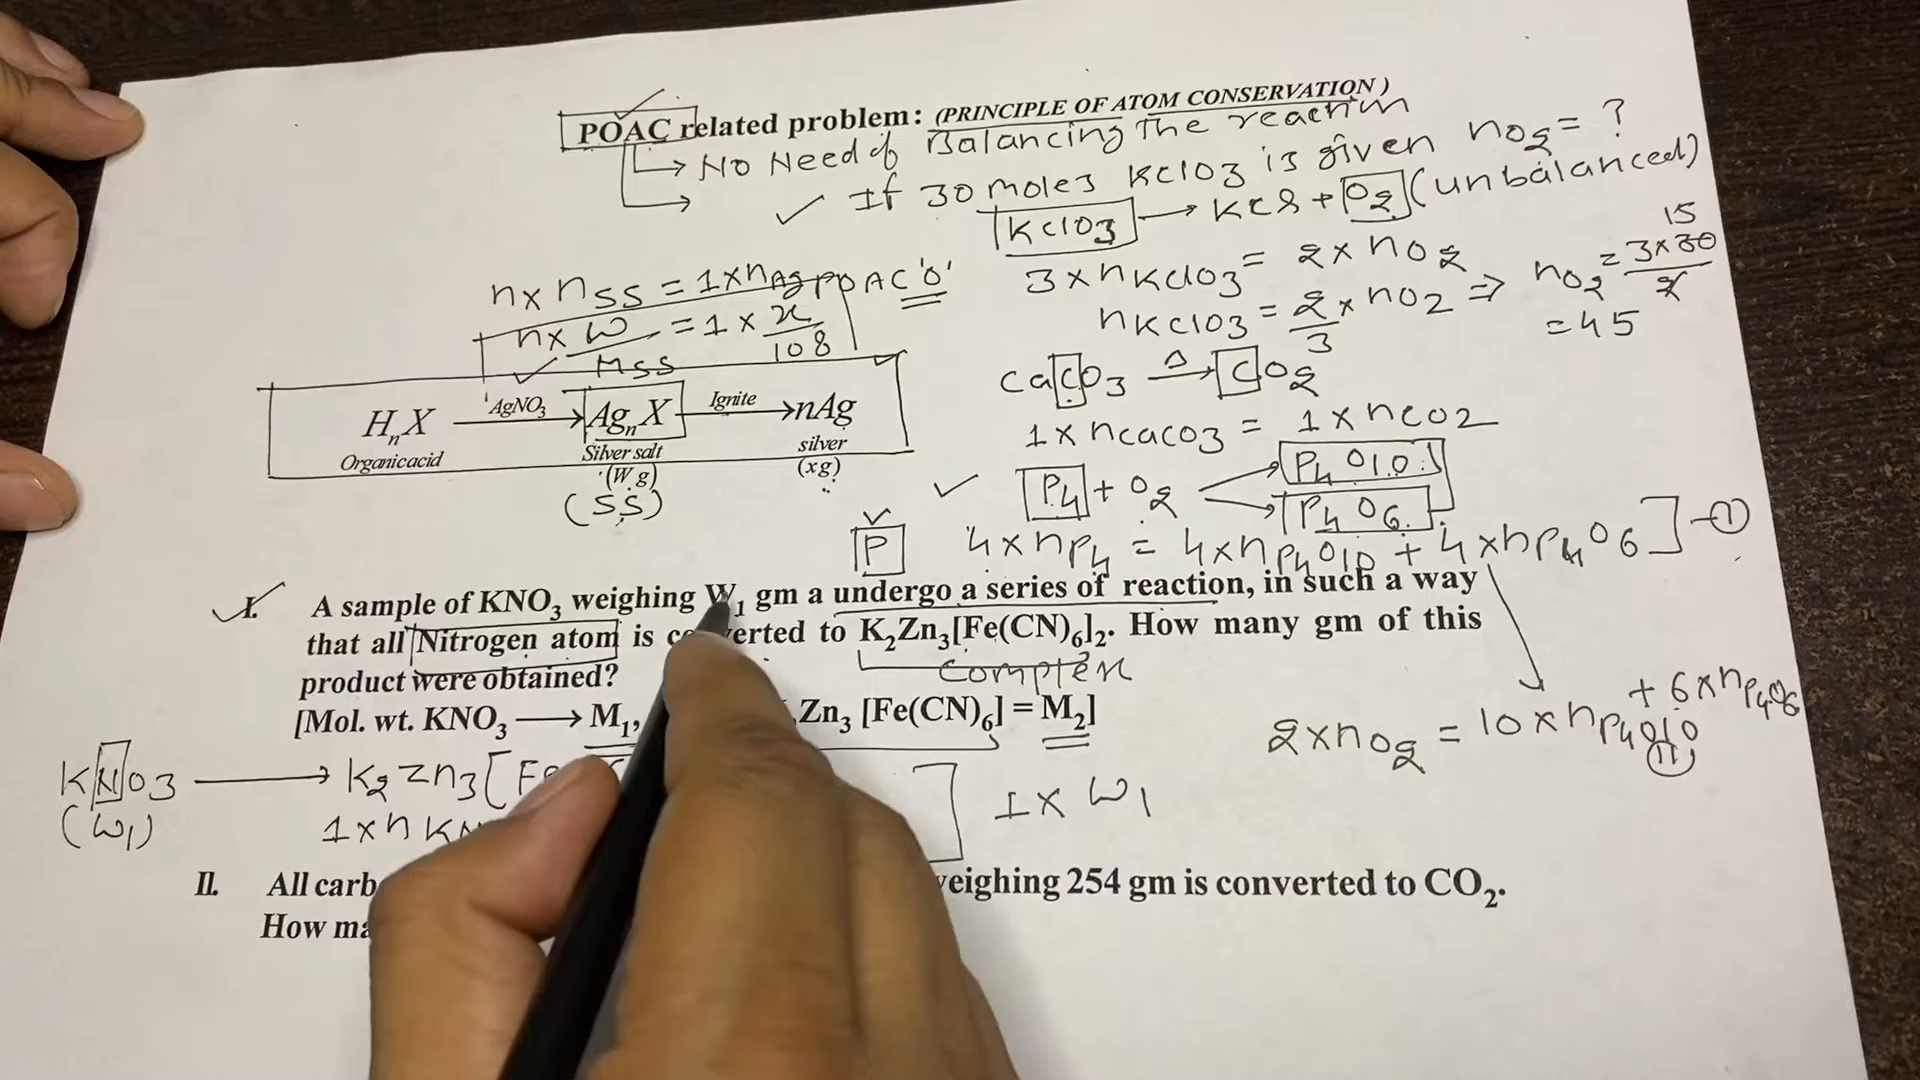 POAC related problem: (PRINCIPLE OF ATOM CONSERVATION)
→ No Need of Balancing The reaction
→
✓ If 30 moles KClO3 is given nO2 = ?
KClO3 → KCl + O2 (unbalanced)
3 × nKClO3 = 2 × nO2
nKClO3 = 2/3 × nO2 ⇒ nO2 = 3×30/2
15
= 45
POAC 'O'
n × nSS = 1 × nAg
n × W/MSS = 1 × x/108
HnX —AgNO3→ AgnX —Ignite→ nAg
Organic acid Silver salt silver
(W g) (xg)
(SS)
CaCO3 —Δ→ CO2
1 × nCaCO3 = 1 × nCO2
✓ P4 + O2 → P4O10
→ P4O6
P 4 × nP4 = 4 × nP4O10 + 4 × nP4O6 ] – ①
2 × nO2 = 10 × nP4O10 + 6 × nP4O6
II
I. A sample of KNO3 weighing W1 gm a undergo a series of reaction, in such a way
that all Nitrogen atom is converted to K2Zn3[Fe(CN)6]2. How many gm of this
Complex
product were obtained?
[Mol. wt. KNO3 → M1, Zn3 [Fe(CN)6] = M2]
KNO3 → K2Zn3[Fe
(W1) 1 × n KN
1 × W1
II. All carb weighing 254 gm is converted to CO2.
How ma